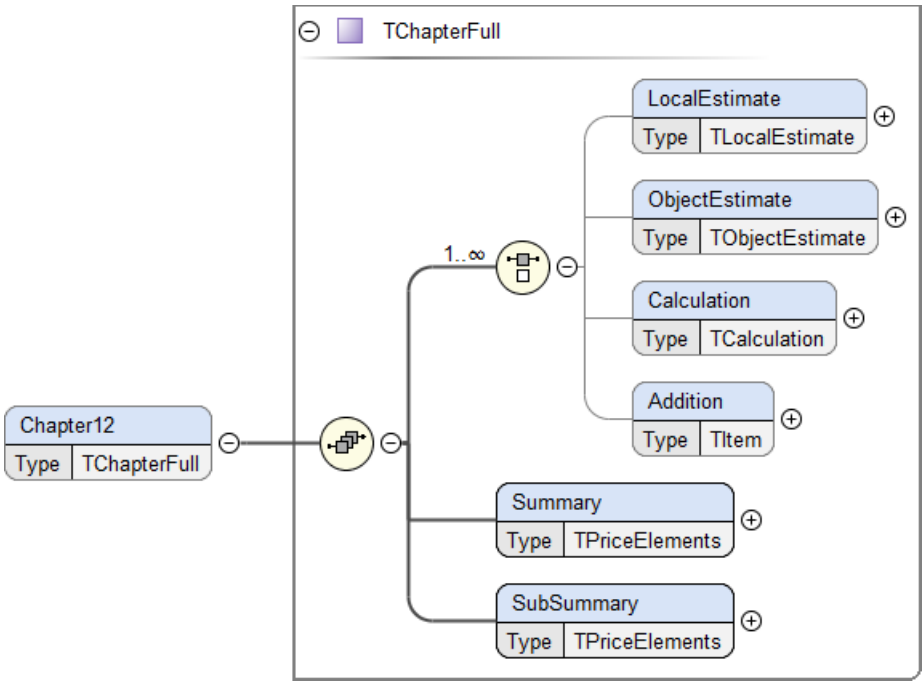 TChapterFull
LocalEstimate
Type TLocalEstimate
ObjectEstimate
Type TObjectEstimate
1..∞
Calculation
Type TCalculation
Addition
Type TItem
Chapter12
Type TChapterFull
Summary
Type TPriceElements
SubSummary
Type TPriceElements